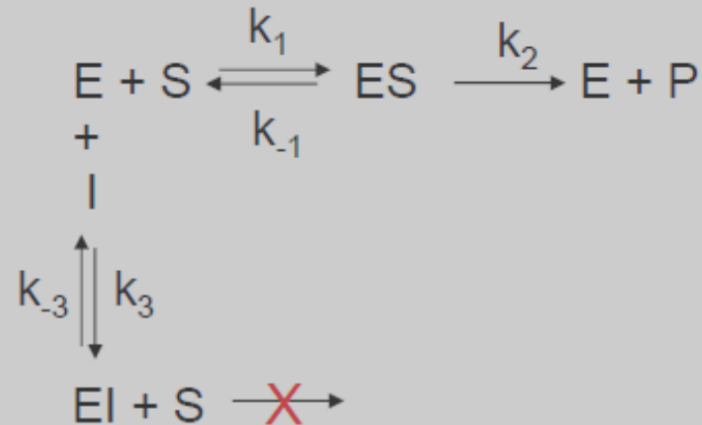 k₁
k₂
E + S ES E + P
k₋₁
+
I
k₋₃ k₃
EI + S X